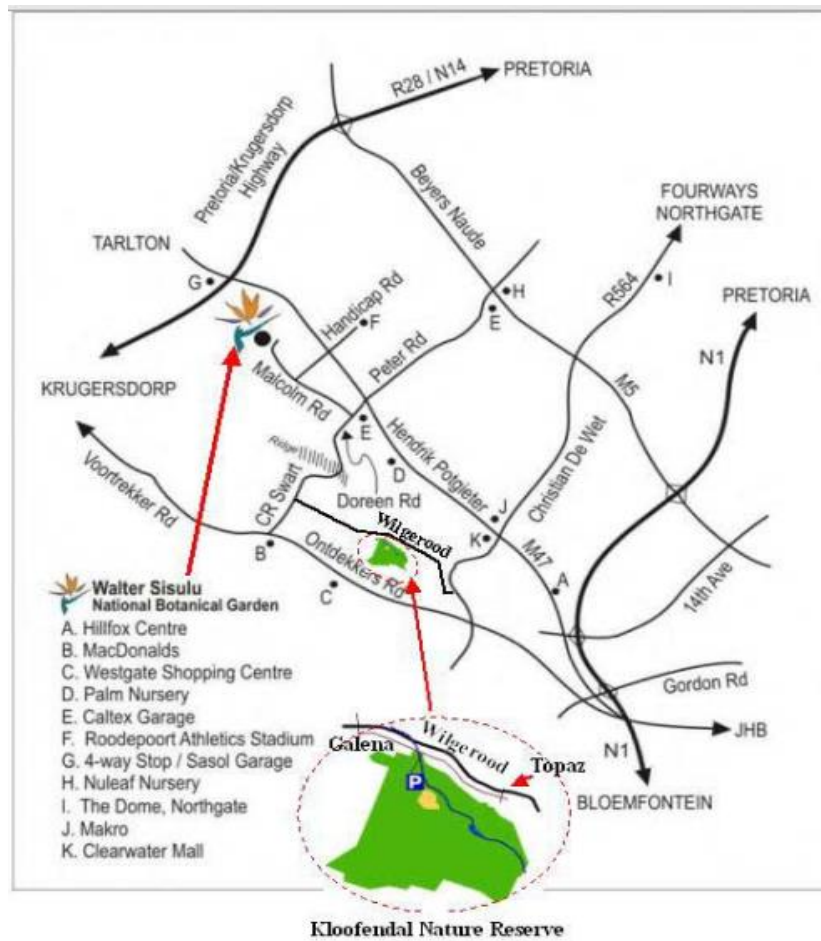 R28 / N14
PRETORIA
Pretoria/Krugersdorp
Highway
Beyers Naude
FOURWAYS
NORTHGATE
TARLTON
G
Handicap Rd
F
H
E
R564
I
PRETORIA
N1
Peter Rd
KRUGERSDORP
Malcolm Rd
E
M5
Voortrekker Rd
Ridge
D
Hendrik Potgieter
Christian De Wet
CR Swart
Doreen Rd
J
K
Wilgerood
B
Ontdekkers Rd
C
M47
A
14th Ave
Walter Sisulu
National Botanical Garden
A. Hillfox Centre
B. MacDonalds
C. Westgate Shopping Centre
D. Palm Nursery
E. Caltex Garage
F. Roodepoort Athletics Stadium
G. 4-way Stop / Sasol Garage
H. Nuleaf Nursery
I. The Dome, Northgate
J. Makro
K. Clearwater Mall
Gordon Rd
JHB
N1
BLOEMFONTEIN
Galena
Wilgerood
Topaz
P
Kloofendal Nature Reserve